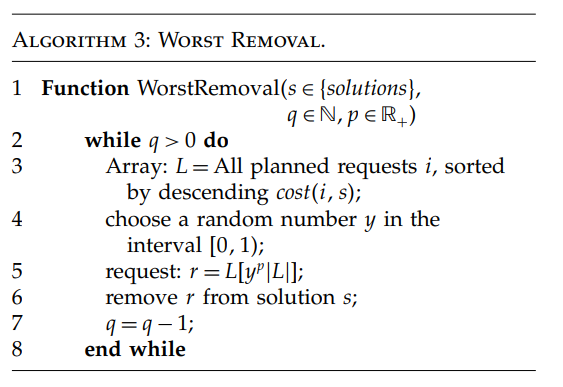 ALGORITHM 3: WORST REMOVAL.
1 Function WorstRemoval(s ∈ {solutions},
q ∈ ℕ, p ∈ ℝ₊)
2 while q > 0 do
3 Array: L = All planned requests i, sorted
by descending cost(i, s);
4 choose a random number y in the
interval [0, 1);
5 request: r = L[yᵖ|L|];
6 remove r from solution s;
7 q = q − 1;
8 end while